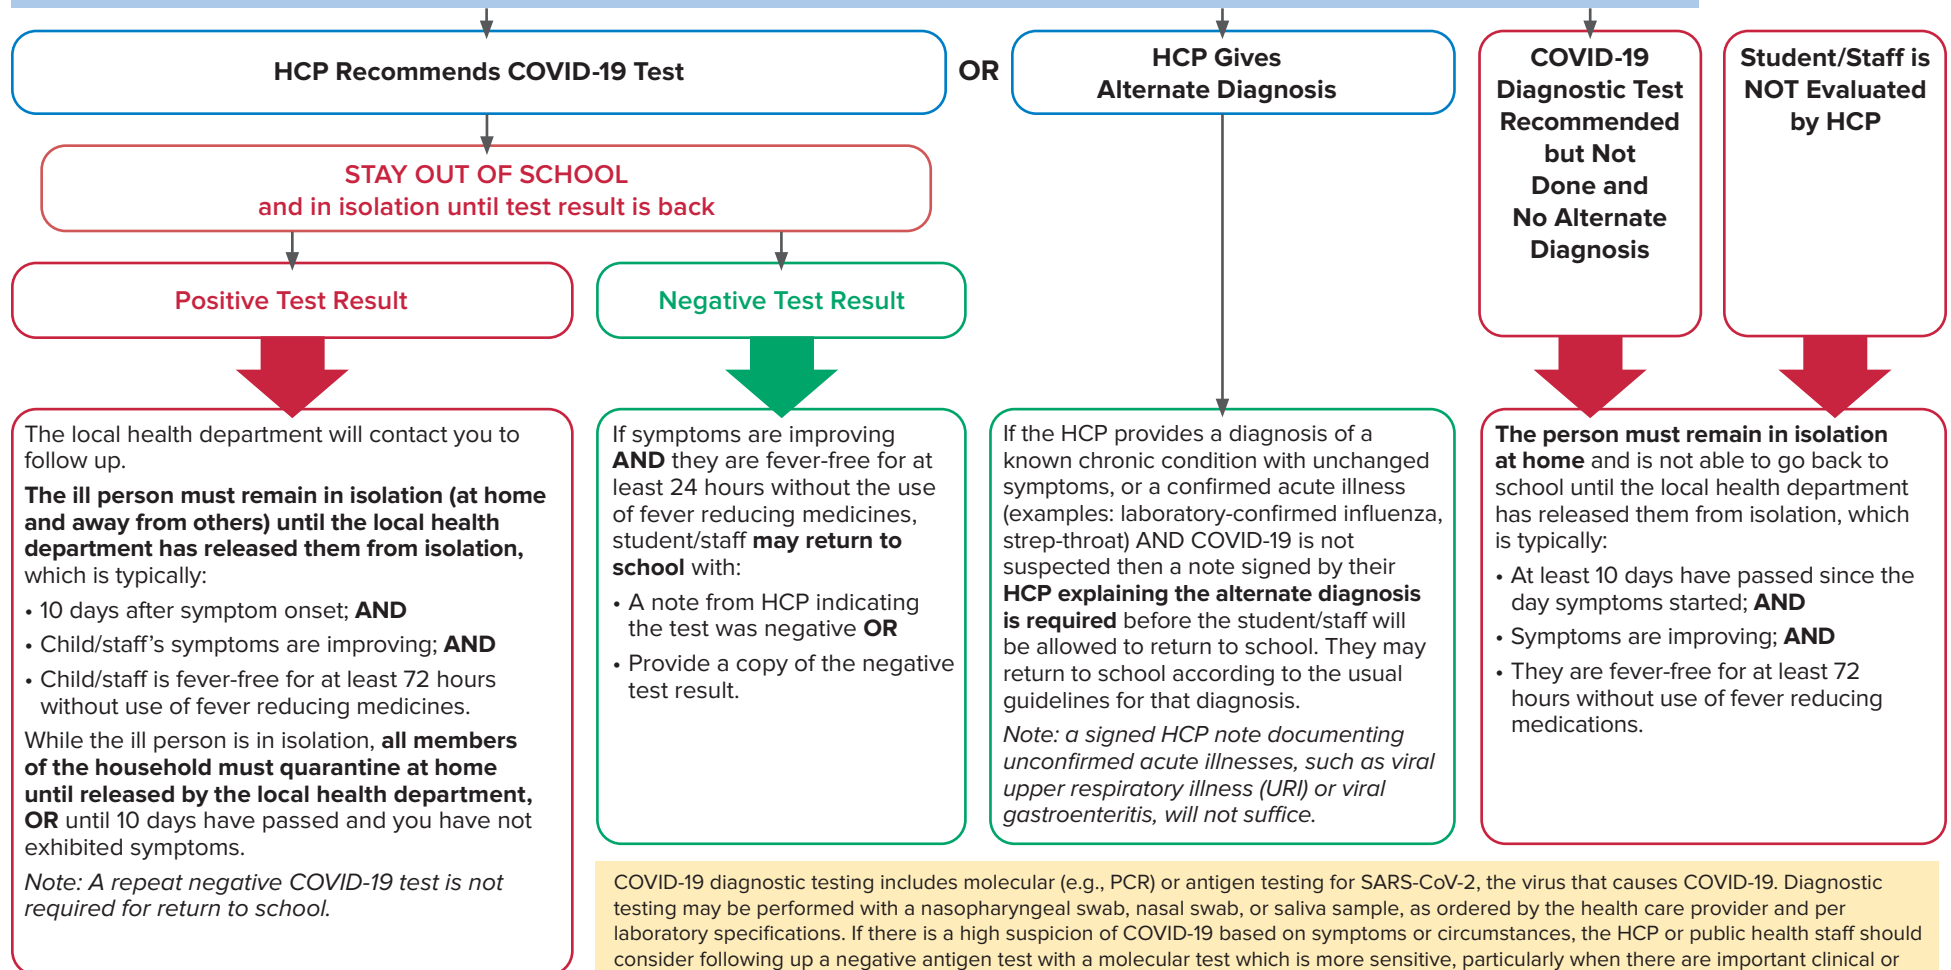 HCP Recommends COVID-19 Test
OR
HCP Gives
Alternate Diagnosis
COVID-19
Diagnostic Test
Recommended
but Not
Done and
No Alternate
Diagnosis
Student/Staff is
NOT Evaluated
by HCP
STAY OUT OF SCHOOL
and in isolation until test result is back
Positive Test Result
Negative Test Result
The local health department will contact you to
follow up.
The ill person must remain in isolation (at home
and away from others) until the local health
department has released them from isolation,
which is typically:
• 10 days after symptom onset; AND
• Child/staff's symptoms are improving; AND
• Child/staff is fever-free for at least 72 hours
without use of fever reducing medicines.
While the ill person is in isolation, all members
of the household must quarantine at home
until released by the local health department,
OR until 10 days have passed and you have not
exhibited symptoms.
Note: A repeat negative COVID-19 test is not
required for return to school.
If symptoms are improving
AND they are fever-free for at
least 24 hours without the use
of fever reducing medicines,
student/staff may return to
school with:
• A note from HCP indicating
the test was negative OR
• Provide a copy of the negative
test result.
If the HCP provides a diagnosis of a
known chronic condition with unchanged
symptoms, or a confirmed acute illness
(examples: laboratory-confirmed influenza,
strep-throat) AND COVID-19 is not
suspected then a note signed by their
HCP explaining the alternate diagnosis
is required before the student/staff will
be allowed to return to school. They may
return to school according to the usual
guidelines for that diagnosis.
Note: a signed HCP note documenting
unconfirmed acute illnesses, such as viral
upper respiratory illness (URI) or viral
gastroenteritis, will not suffice.
The person must remain in isolation
at home and is not able to go back to
school until the local health department
has released them from isolation, which
is typically:
• At least 10 days have passed since the
day symptoms started; AND
• Symptoms are improving; AND
• They are fever-free for at least 72
hours without use of fever reducing
medications.
COVID-19 diagnostic testing includes molecular (e.g., PCR) or antigen testing for SARS-CoV-2, the virus that causes COVID-19. Diagnostic
testing may be performed with a nasopharyngeal swab, nasal swab, or saliva sample, as ordered by the health care provider and per
laboratory specifications. If there is a high suspicion of COVID-19 based on symptoms or circumstances, the HCP or public health staff should
consider following up a negative antigen test with a molecular test which is more sensitive, particularly when there are important clinical or